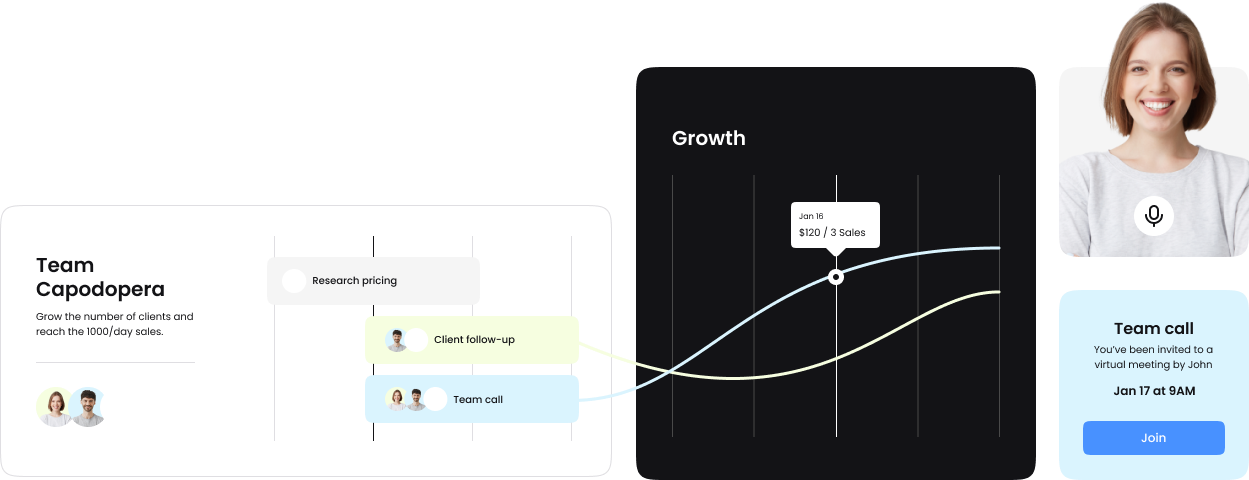 Team
Capodopera
Grow the number of clients and
reach the 1000/day sales.
Research pricing
Client follow-up
Team call
Growth
Jan 16
$120 / 3 Sales
Team call
You’ve been invited to a
virtual meeting by John
Jan 17 at 9AM
Join